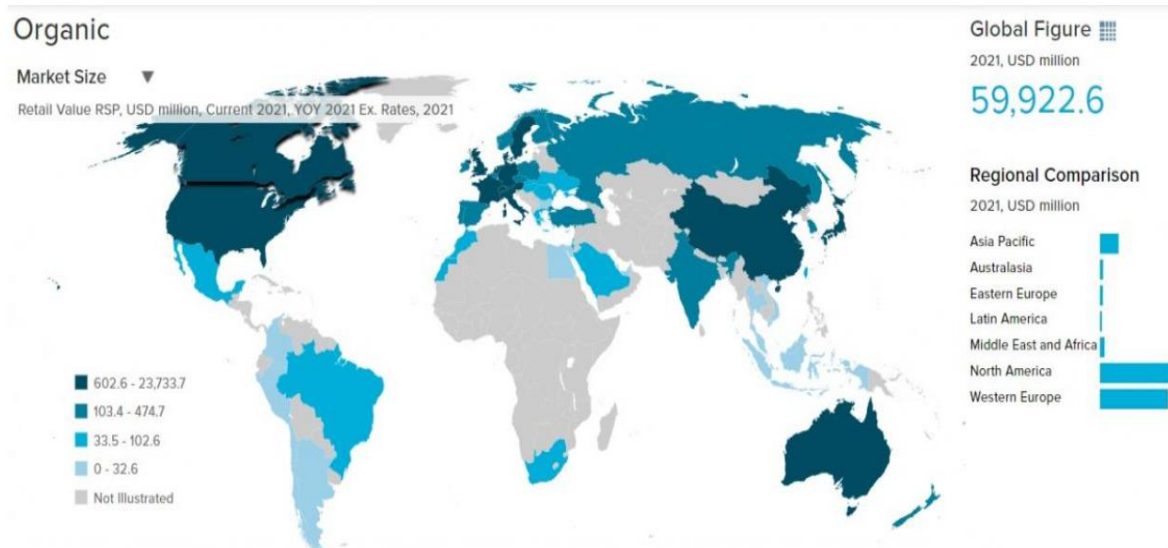 Organic
Market Size
Retail Value RSP, USD million, Current 2021, YOY 2021 Ex. Rates, 2021
602.6 - 23,733.7
103.4 - 474.7
33.5 - 102.6
0 - 32.6
Not Illustrated
Global Figure
2021, USD million
59,922.6
Regional Comparison
2021, USD million
Asia Pacific
Australasia
Eastern Europe
Latin America
Middle East and Africa
North America
Western Europe